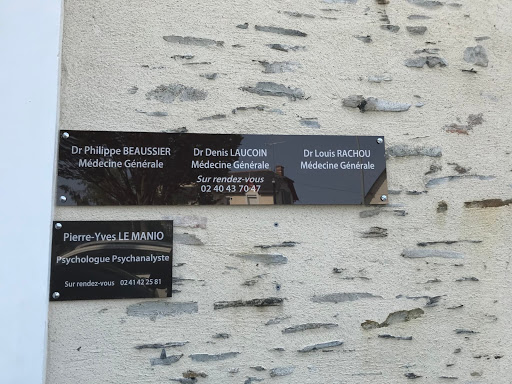 Dr Philippe BEAUSSIER
Médecine Générale
Dr Denis LAUCOIN
Médecine Générale
Sur rendez-vous
02 40 43 70 47
Dr Louis RACHOU
Médecine Générale
Pierre-Yves LE MANIO
Psychologue Psychanalyste
Sur rendez-vous 02 41 42 25 81